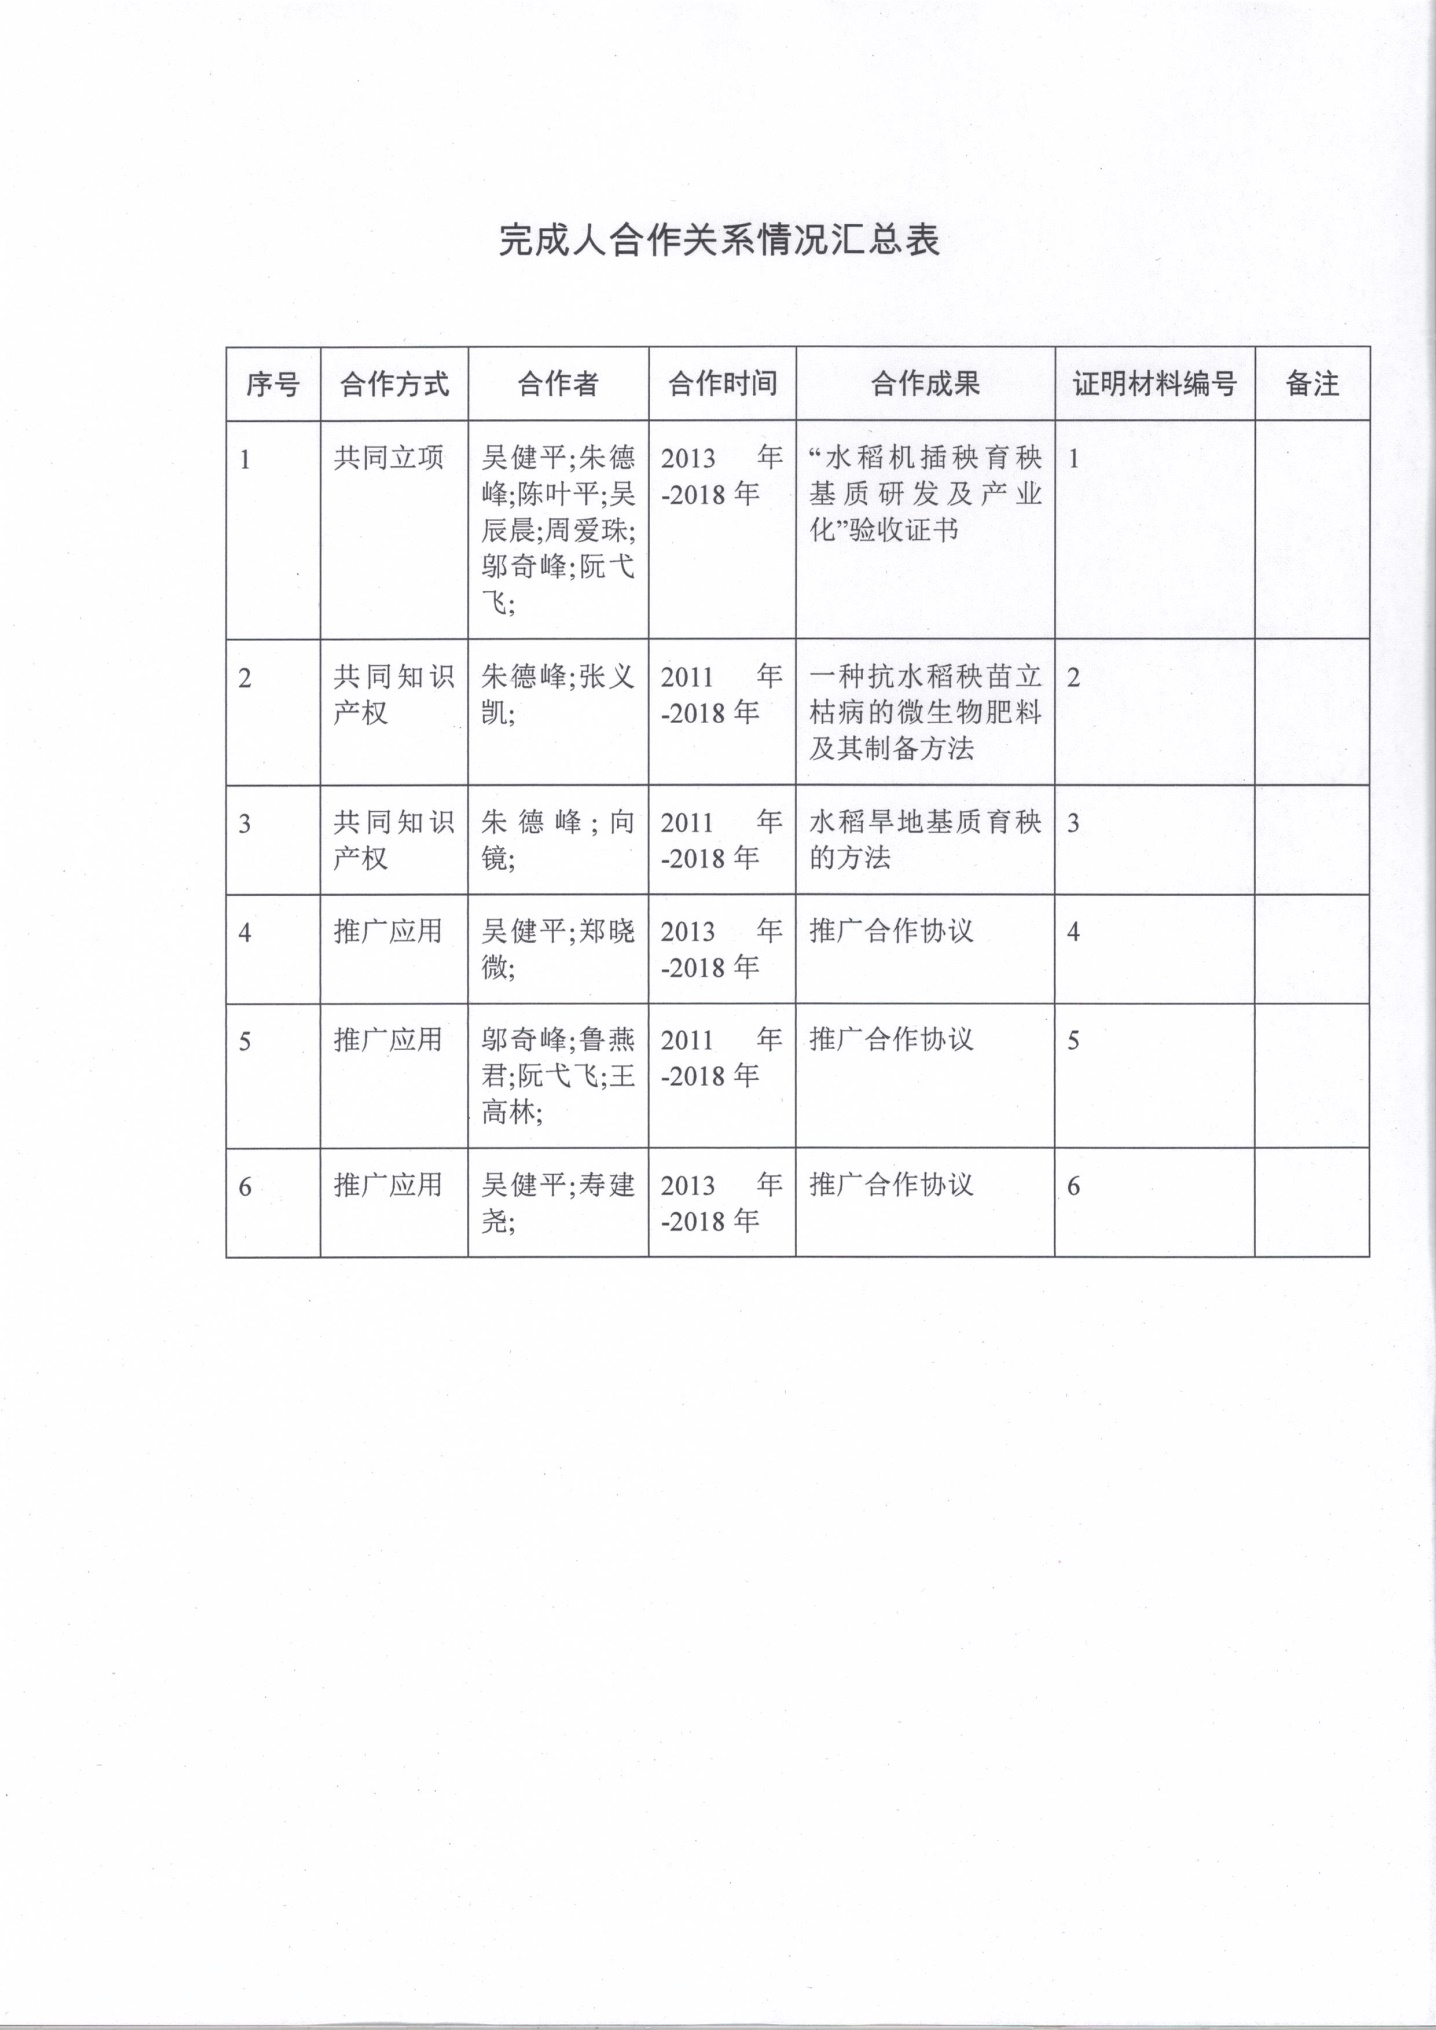 完成人合作关系情况汇总表
序号 合作方式 合作者 合作时间 合作成果 证明材料编号 备注
1 共同立项 吴健平;朱德 2013 年 “水稻机插秧育秧 1
峰;陈叶平;吴 -2018 年 基质研发及产业
辰晨;周爱珠; 化”验收证书
邬奇峰;阮弋
飞;
2 共同知识 朱德峰;张义 2011 年 一种抗水稻秧苗立 2
产权 凯; -2018 年 枯病的微生物肥料
及其制备方法
3 共同知识 朱德峰;向 2011 年 水稻旱地基质育秧 3
产权 镜; -2018 年 的方法
4 推广应用 吴健平;郑晓 2013 年 推广合作协议 4
微; -2018 年
5 推广应用 邬奇峰;鲁燕 2011 年 推广合作协议 5
君;阮弋飞;王 -2018 年
高林;
6 推广应用 吴健平;寿建 2013 年 推广合作协议 6
尧; -2018 年